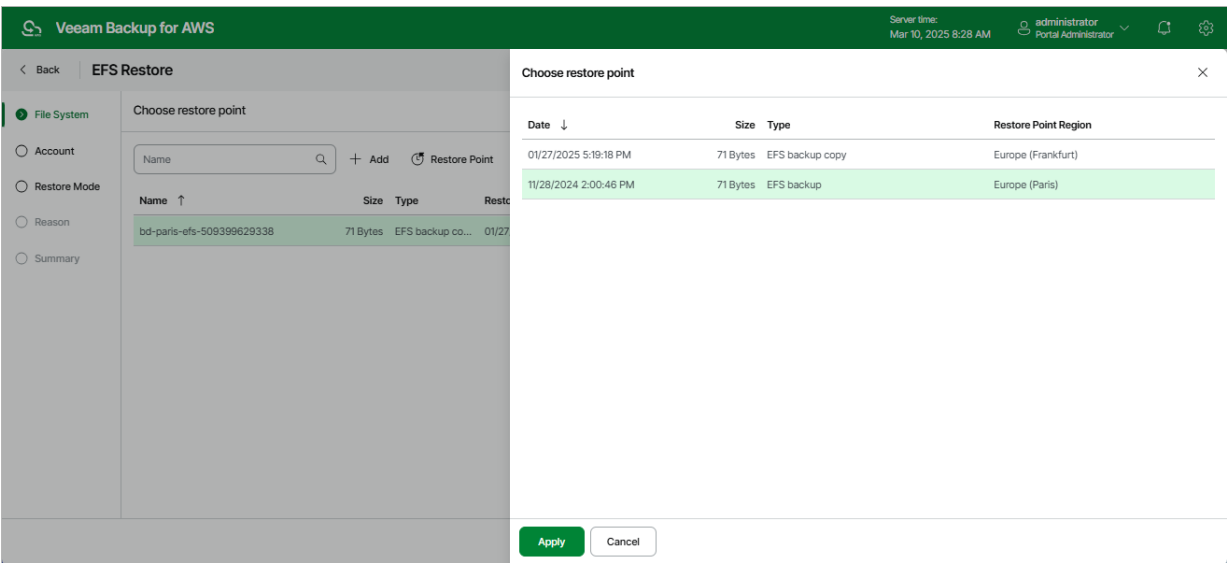 Veeam Backup for AWS
Server time:
Mar 10, 2025 8:28 AM
administrator
Portal Administrator
Back
EFS Restore
File System
Account
Restore Mode
Reason
Summary
Choose restore point
Name
Add
Restore Point
Name ↑ Size Type Resto
bd-paris-efs-509399629338 71 Bytes EFS backup co... 01/27
Choose restore point
Date ↓ Size Type Restore Point Region
01/27/2025 5:19:18 PM 71 Bytes EFS backup copy Europe (Frankfurt)
11/28/2024 2:00:46 PM 71 Bytes EFS backup Europe (Paris)
Apply
Cancel